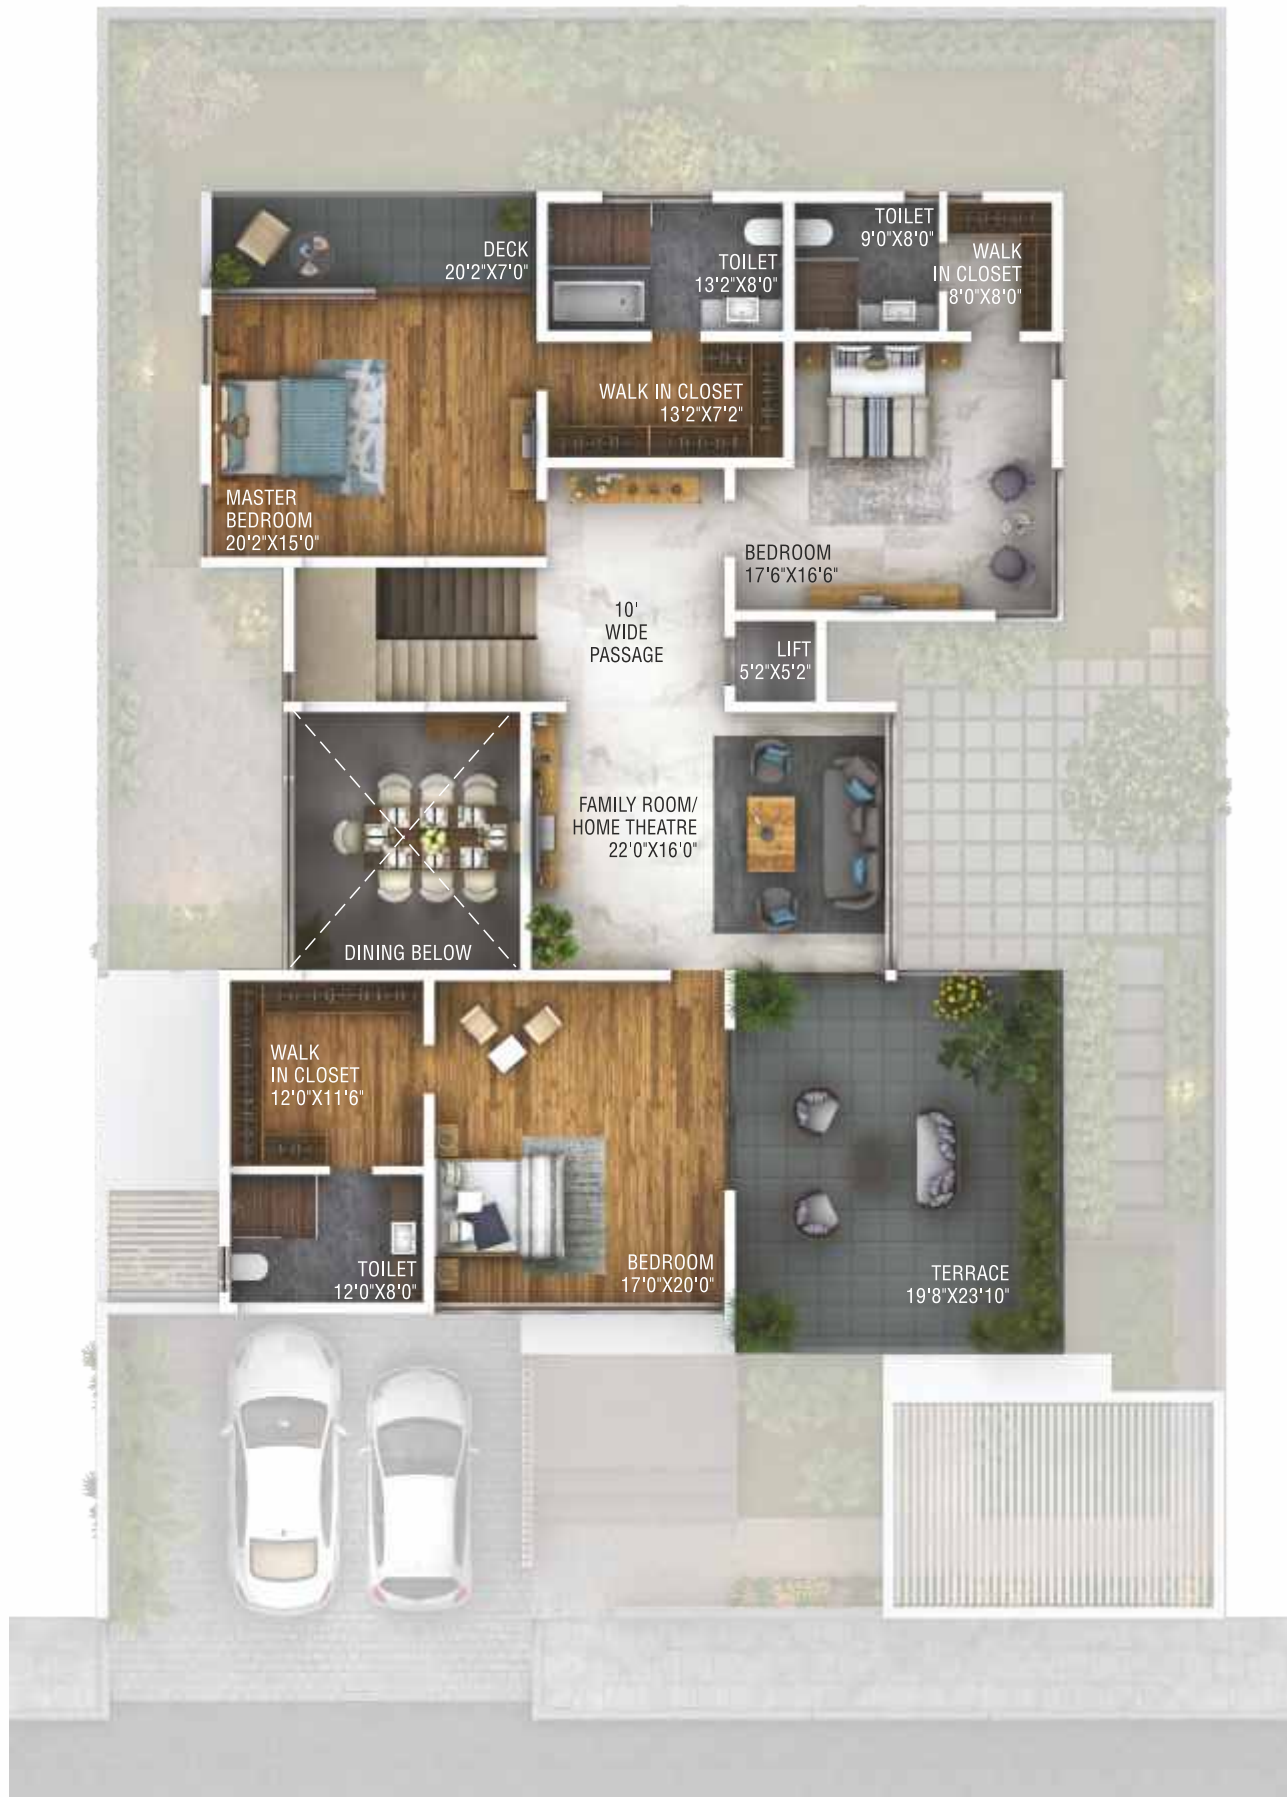 TOILET
9'0"X8'0"
DECK
20'2"X7'0"
TOILET
13'2"X8'0"
WALK
IN CLOSET
8'0"X8'0"
WALK IN CLOSET
13'2"X7'2"
MASTER
BEDROOM
20'2"X15'0"
BEDROOM
17'6"X16'6"
10'
WIDE
PASSAGE
LIFT
5'2"X5'2"
FAMILY ROOM/
HOME THEATRE
22'0"X16'0"
DINING BELOW
WALK
IN CLOSET
12'0"X11'6"
TOILET
12'0"X8'0"
BEDROOM
17'0"X20'0"
TERRACE
19'8"X23'10"